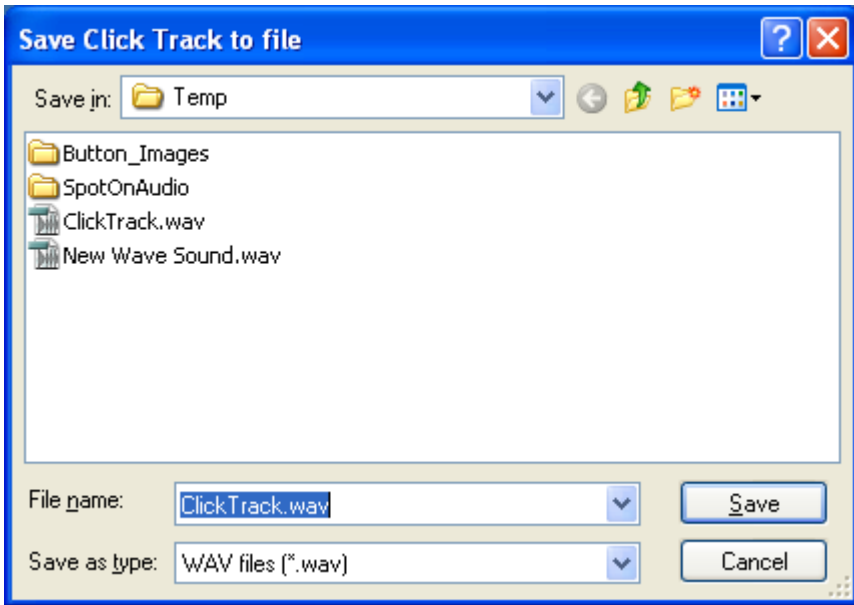 Save Click Track to file
Save in: Temp
Button_Images
SpotOnAudio
ClickTrack.wav
New Wave Sound.wav
File name: ClickTrack.wav Save
Save as type: WAV files (*.wav) Cancel